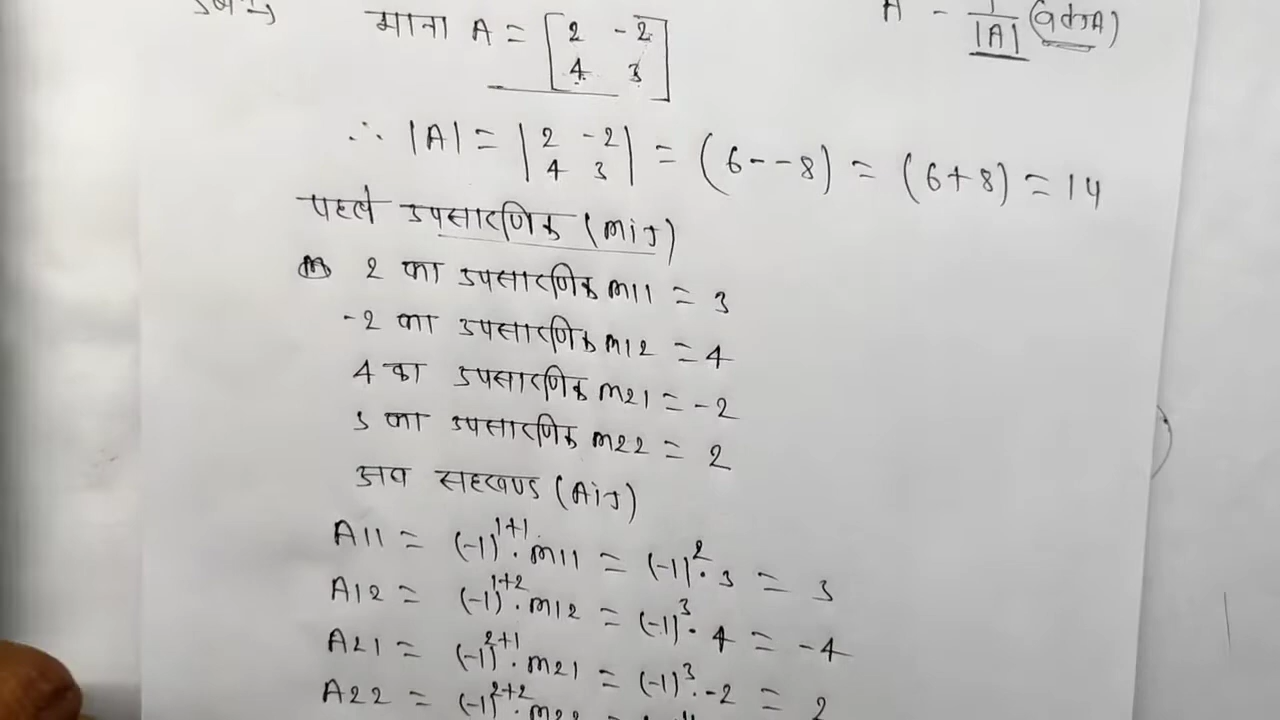 माना A = [2 -2
4 3]
A = 1/|A| (adjA)
∴ |A| = |2 -2
4 3| = (6--8) = (6+8) = 14
पहले उपसारणिक (mij)
2 का उपसारणिक m11 = 3
-2 का उपसारणिक m12 = 4
4 का उपसारणिक m21 = -2
3 का उपसारणिक m22 = 2
अब सहखण्ड (Aij)
A11 = (-1)^1+1 . m11 = (-1)^2 . 3 = 3
A12 = (-1)^1+2 . m12 = (-1)^3 . 4 = -4
A21 = (-1)^2+1 . m21 = (-1)^3 . -2 = 2
A22 = (-1)^2+2 . m22